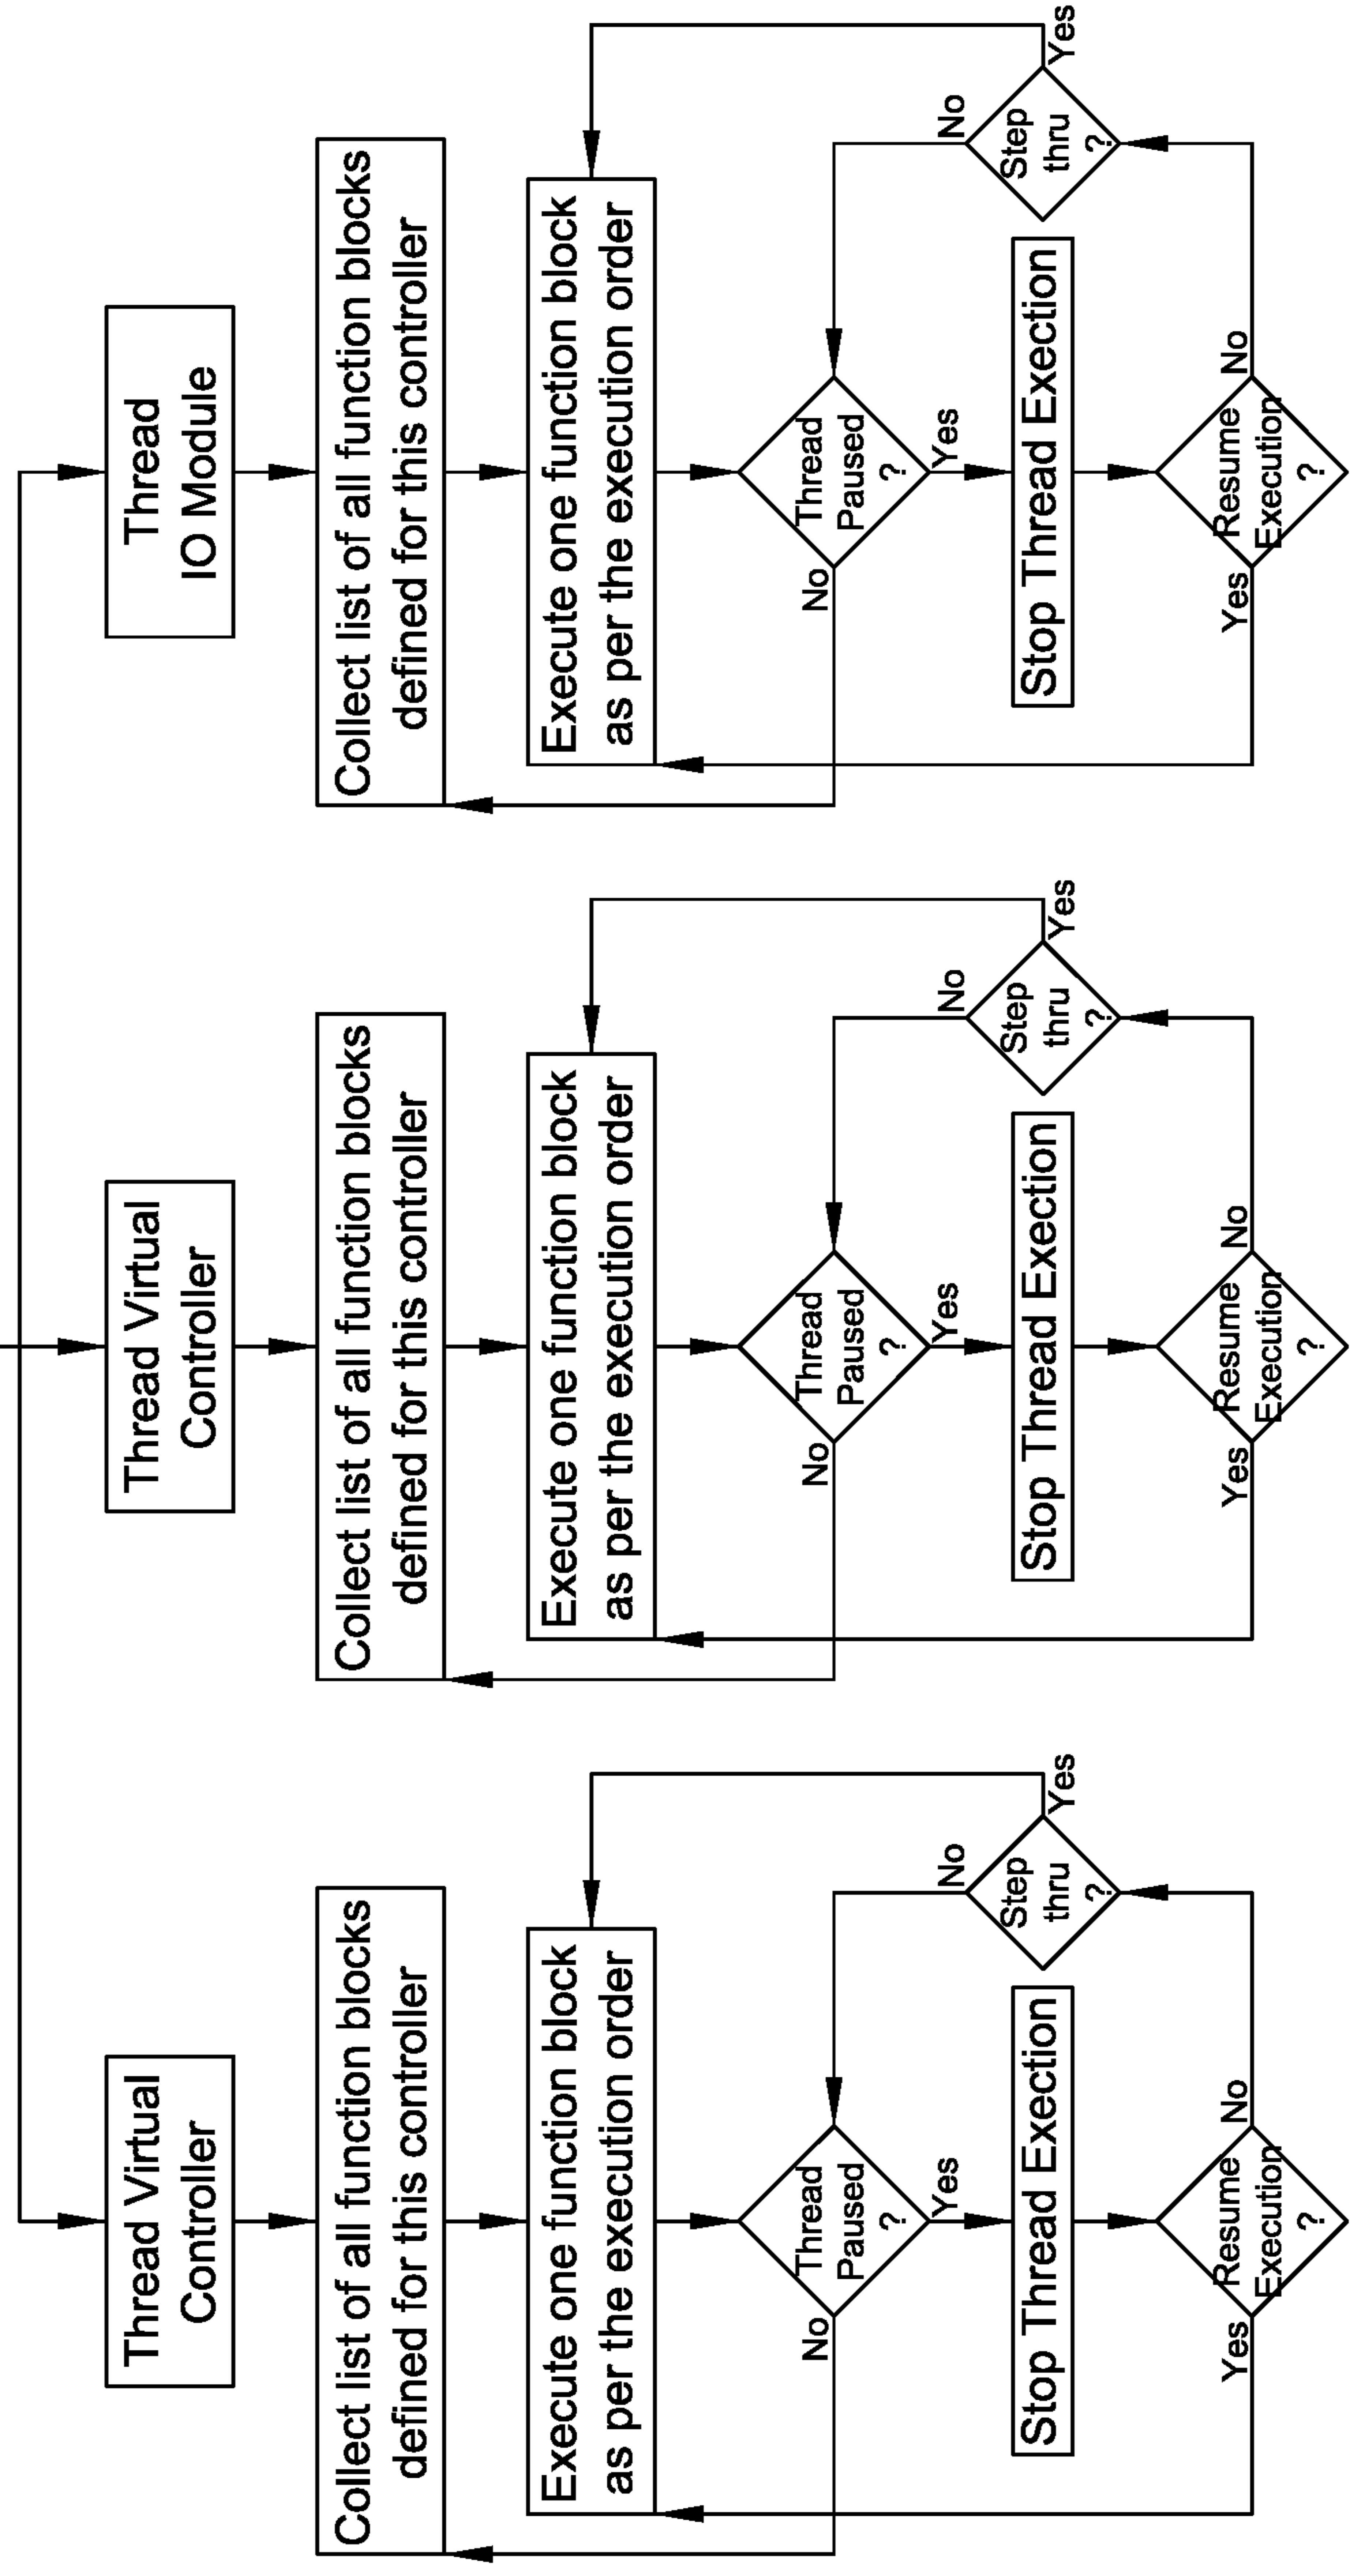 Thread Virtual
Controller
Collect list of all function blocks
defined for this controller
Execute one function block
as per the execution order
Thread
Paused
?
No
Yes
Stop Thread Exection
Resume
Execution
?
Yes
No
Step
thru
?
No
Yes
Thread Virtual
Controller
Collect list of all function blocks
defined for this controller
Execute one function block
as per the execution order
Thread
Paused
?
No
Yes
Stop Thread Exection
Resume
Execution
?
Yes
No
Step
thru
?
No
Yes
Thread
IO Module
Collect list of all function blocks
defined for this controller
Execute one function block
as per the execution order
Thread
Paused
?
No
Yes
Stop Thread Exection
Resume
Execution
?
Yes
No
Step
thru
?
No
Yes